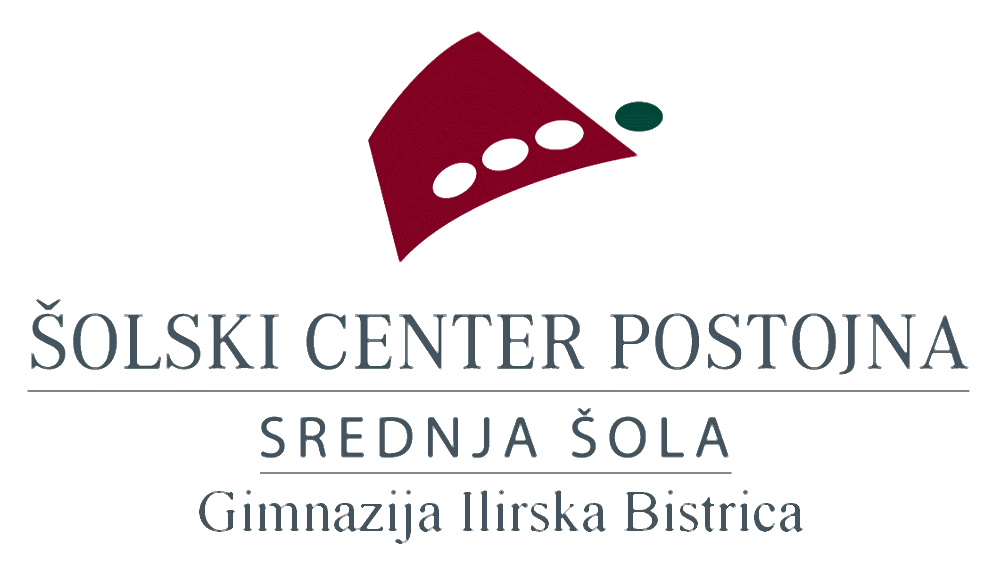 ŠOLSKI CENTER POSTOJNA
SREDNJA ŠOLA
Gimnazija Ilirska Bistrica